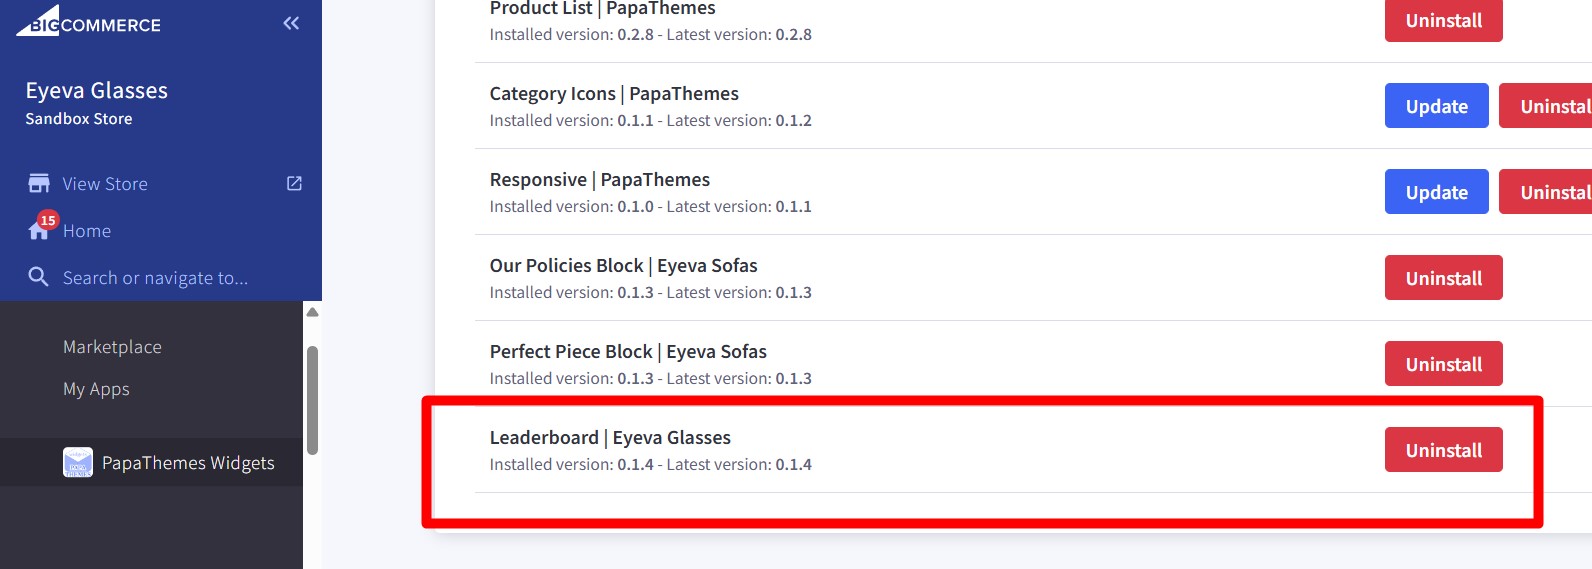 BIGCOMMERCE
Eyeva Glasses
Sandbox Store
View Store
15
Home
Search or navigate to...
Marketplace
My Apps
PapaThemes Widgets
Product List | PapaThemes
Installed version: 0.2.8 - Latest version: 0.2.8
Uninstall
Category Icons | PapaThemes
Installed version: 0.1.1 - Latest version: 0.1.2
Update
Uninstal
Responsive | PapaThemes
Installed version: 0.1.0 - Latest version: 0.1.1
Update
Uninstal
Our Policies Block | Eyeva Sofas
Installed version: 0.1.3 - Latest version: 0.1.3
Uninstall
Perfect Piece Block | Eyeva Sofas
Installed version: 0.1.3 - Latest version: 0.1.3
Uninstall
Leaderboard | Eyeva Glasses
Installed version: 0.1.4 - Latest version: 0.1.4
Uninstall